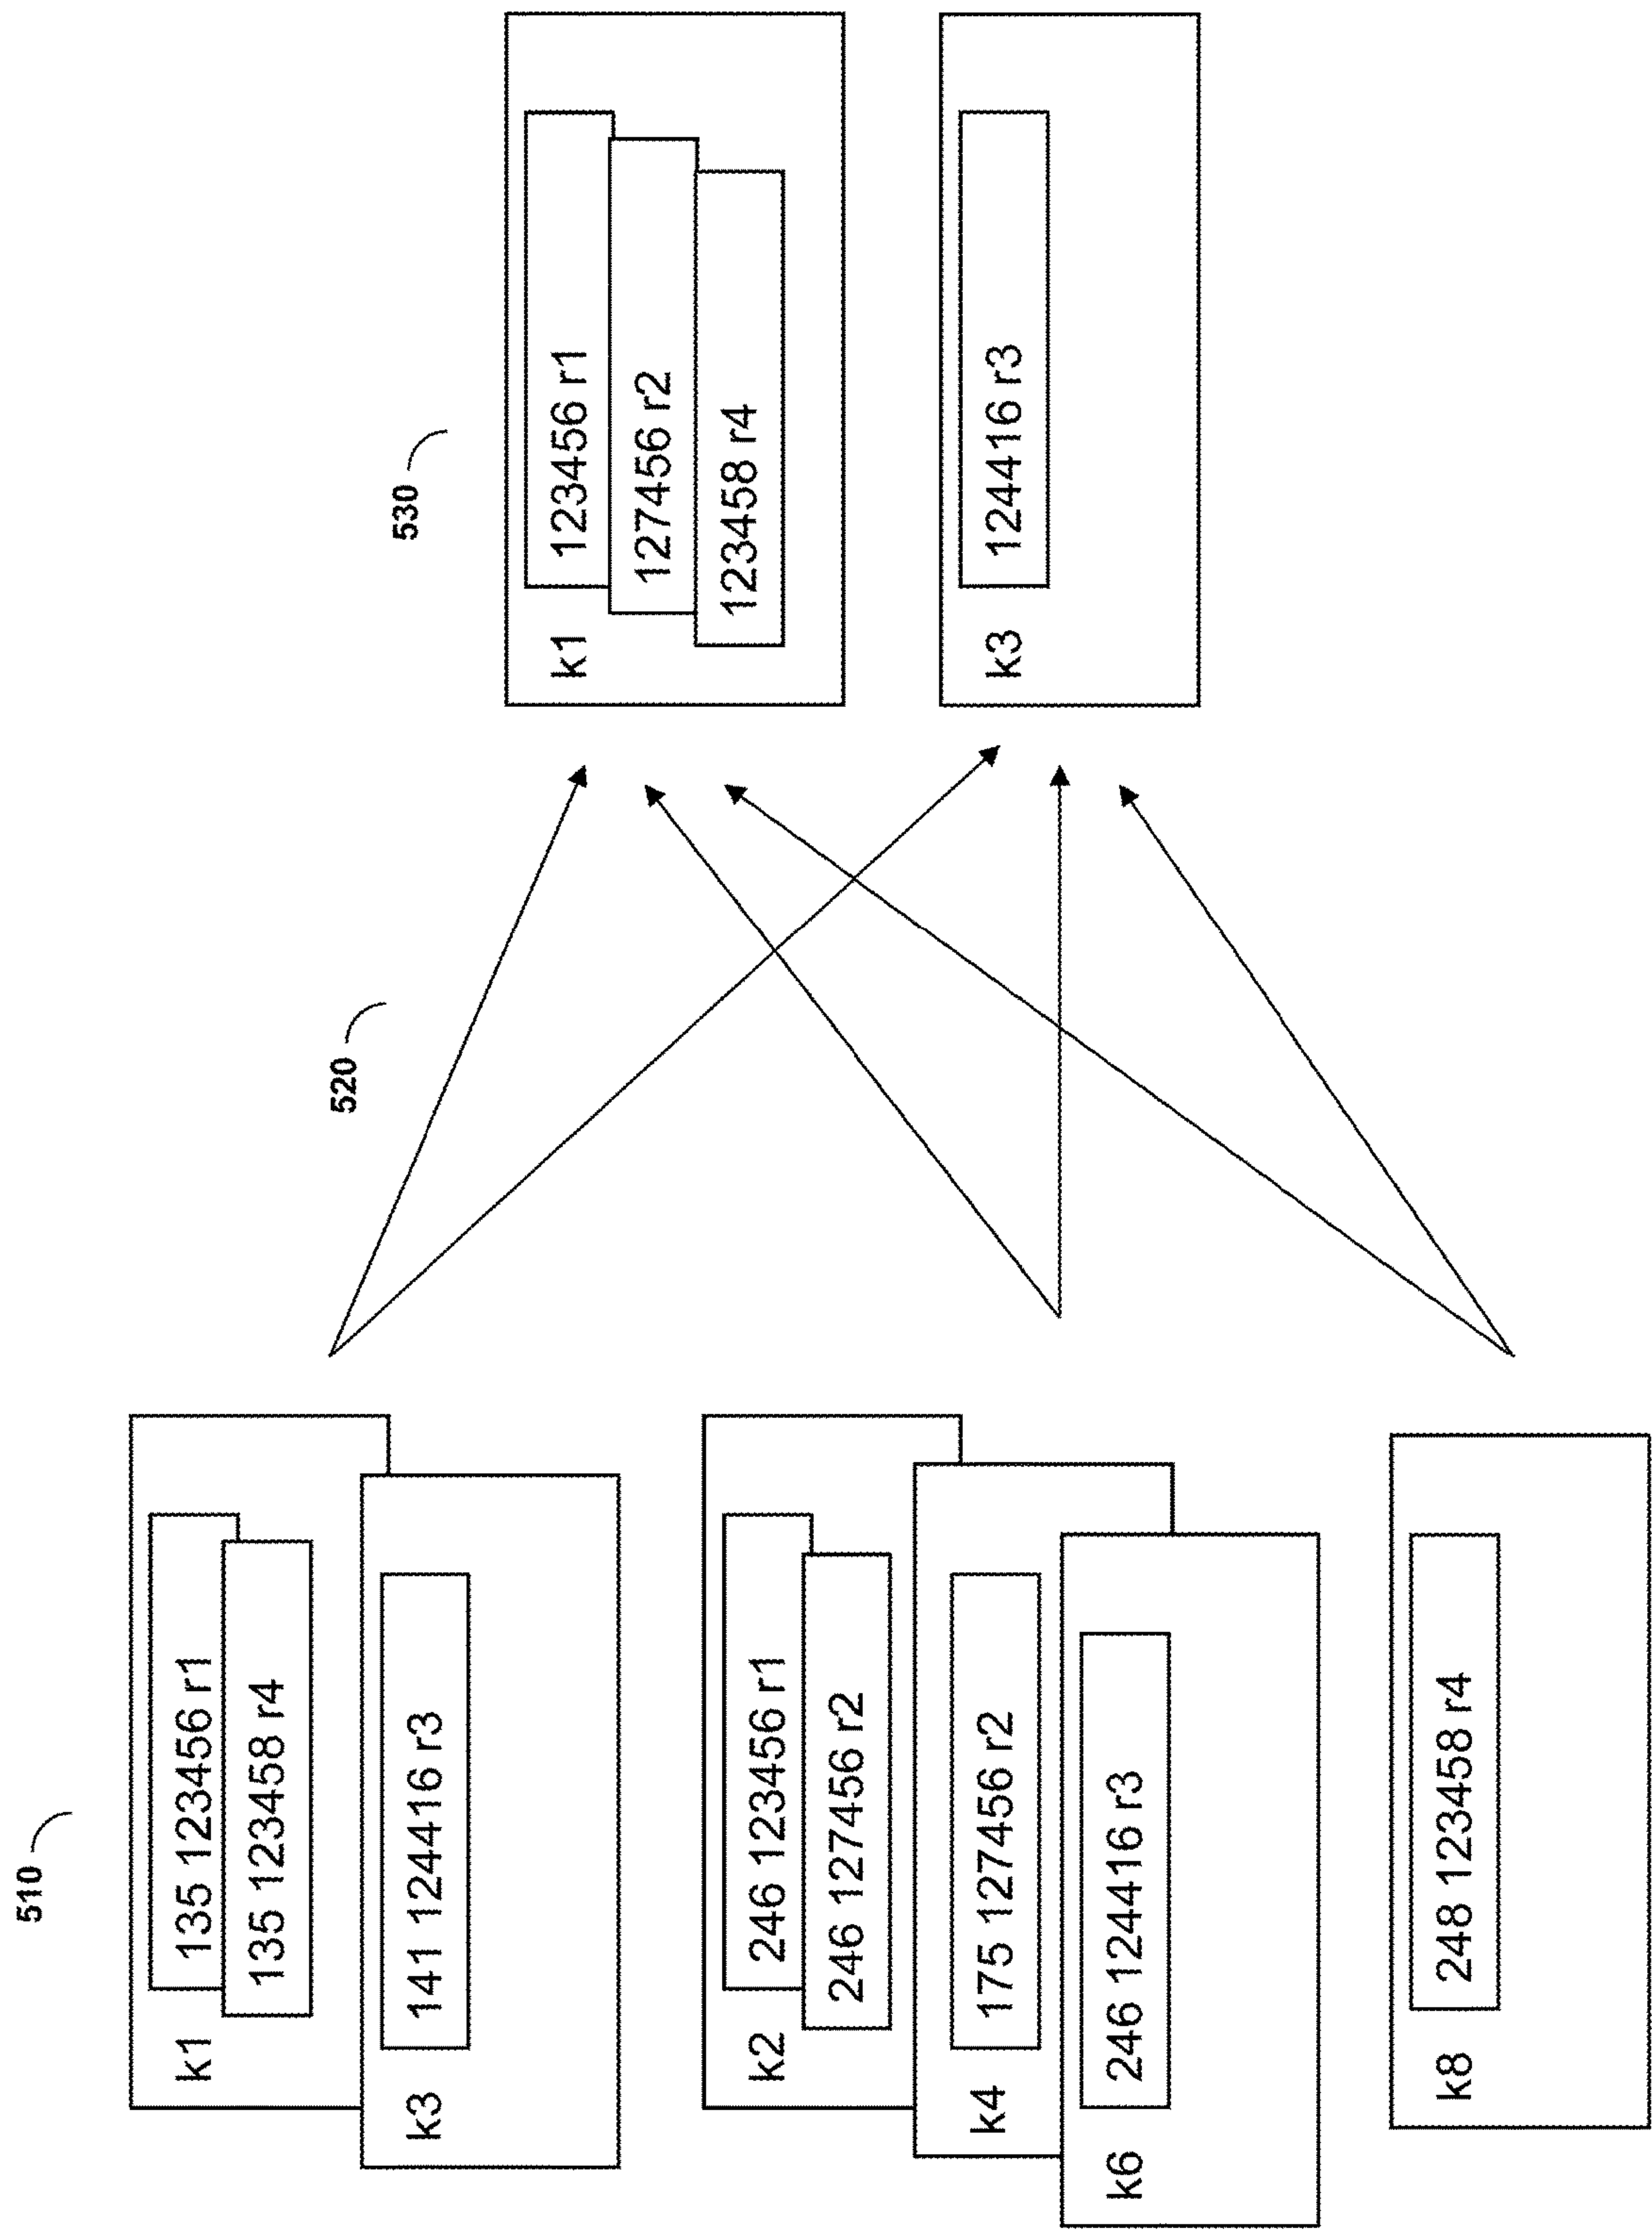 510
520
530
k1
135 123456 r1
135 123458 r4
k3
141 124416 r3
k2
246 123456 r1
246 127456 r2
k4
175 127456 r2
k6
246 124416 r3
k8
248 123458 r4
k1
123456 r1
127456 r2
123458 r4
k3
124416 r3